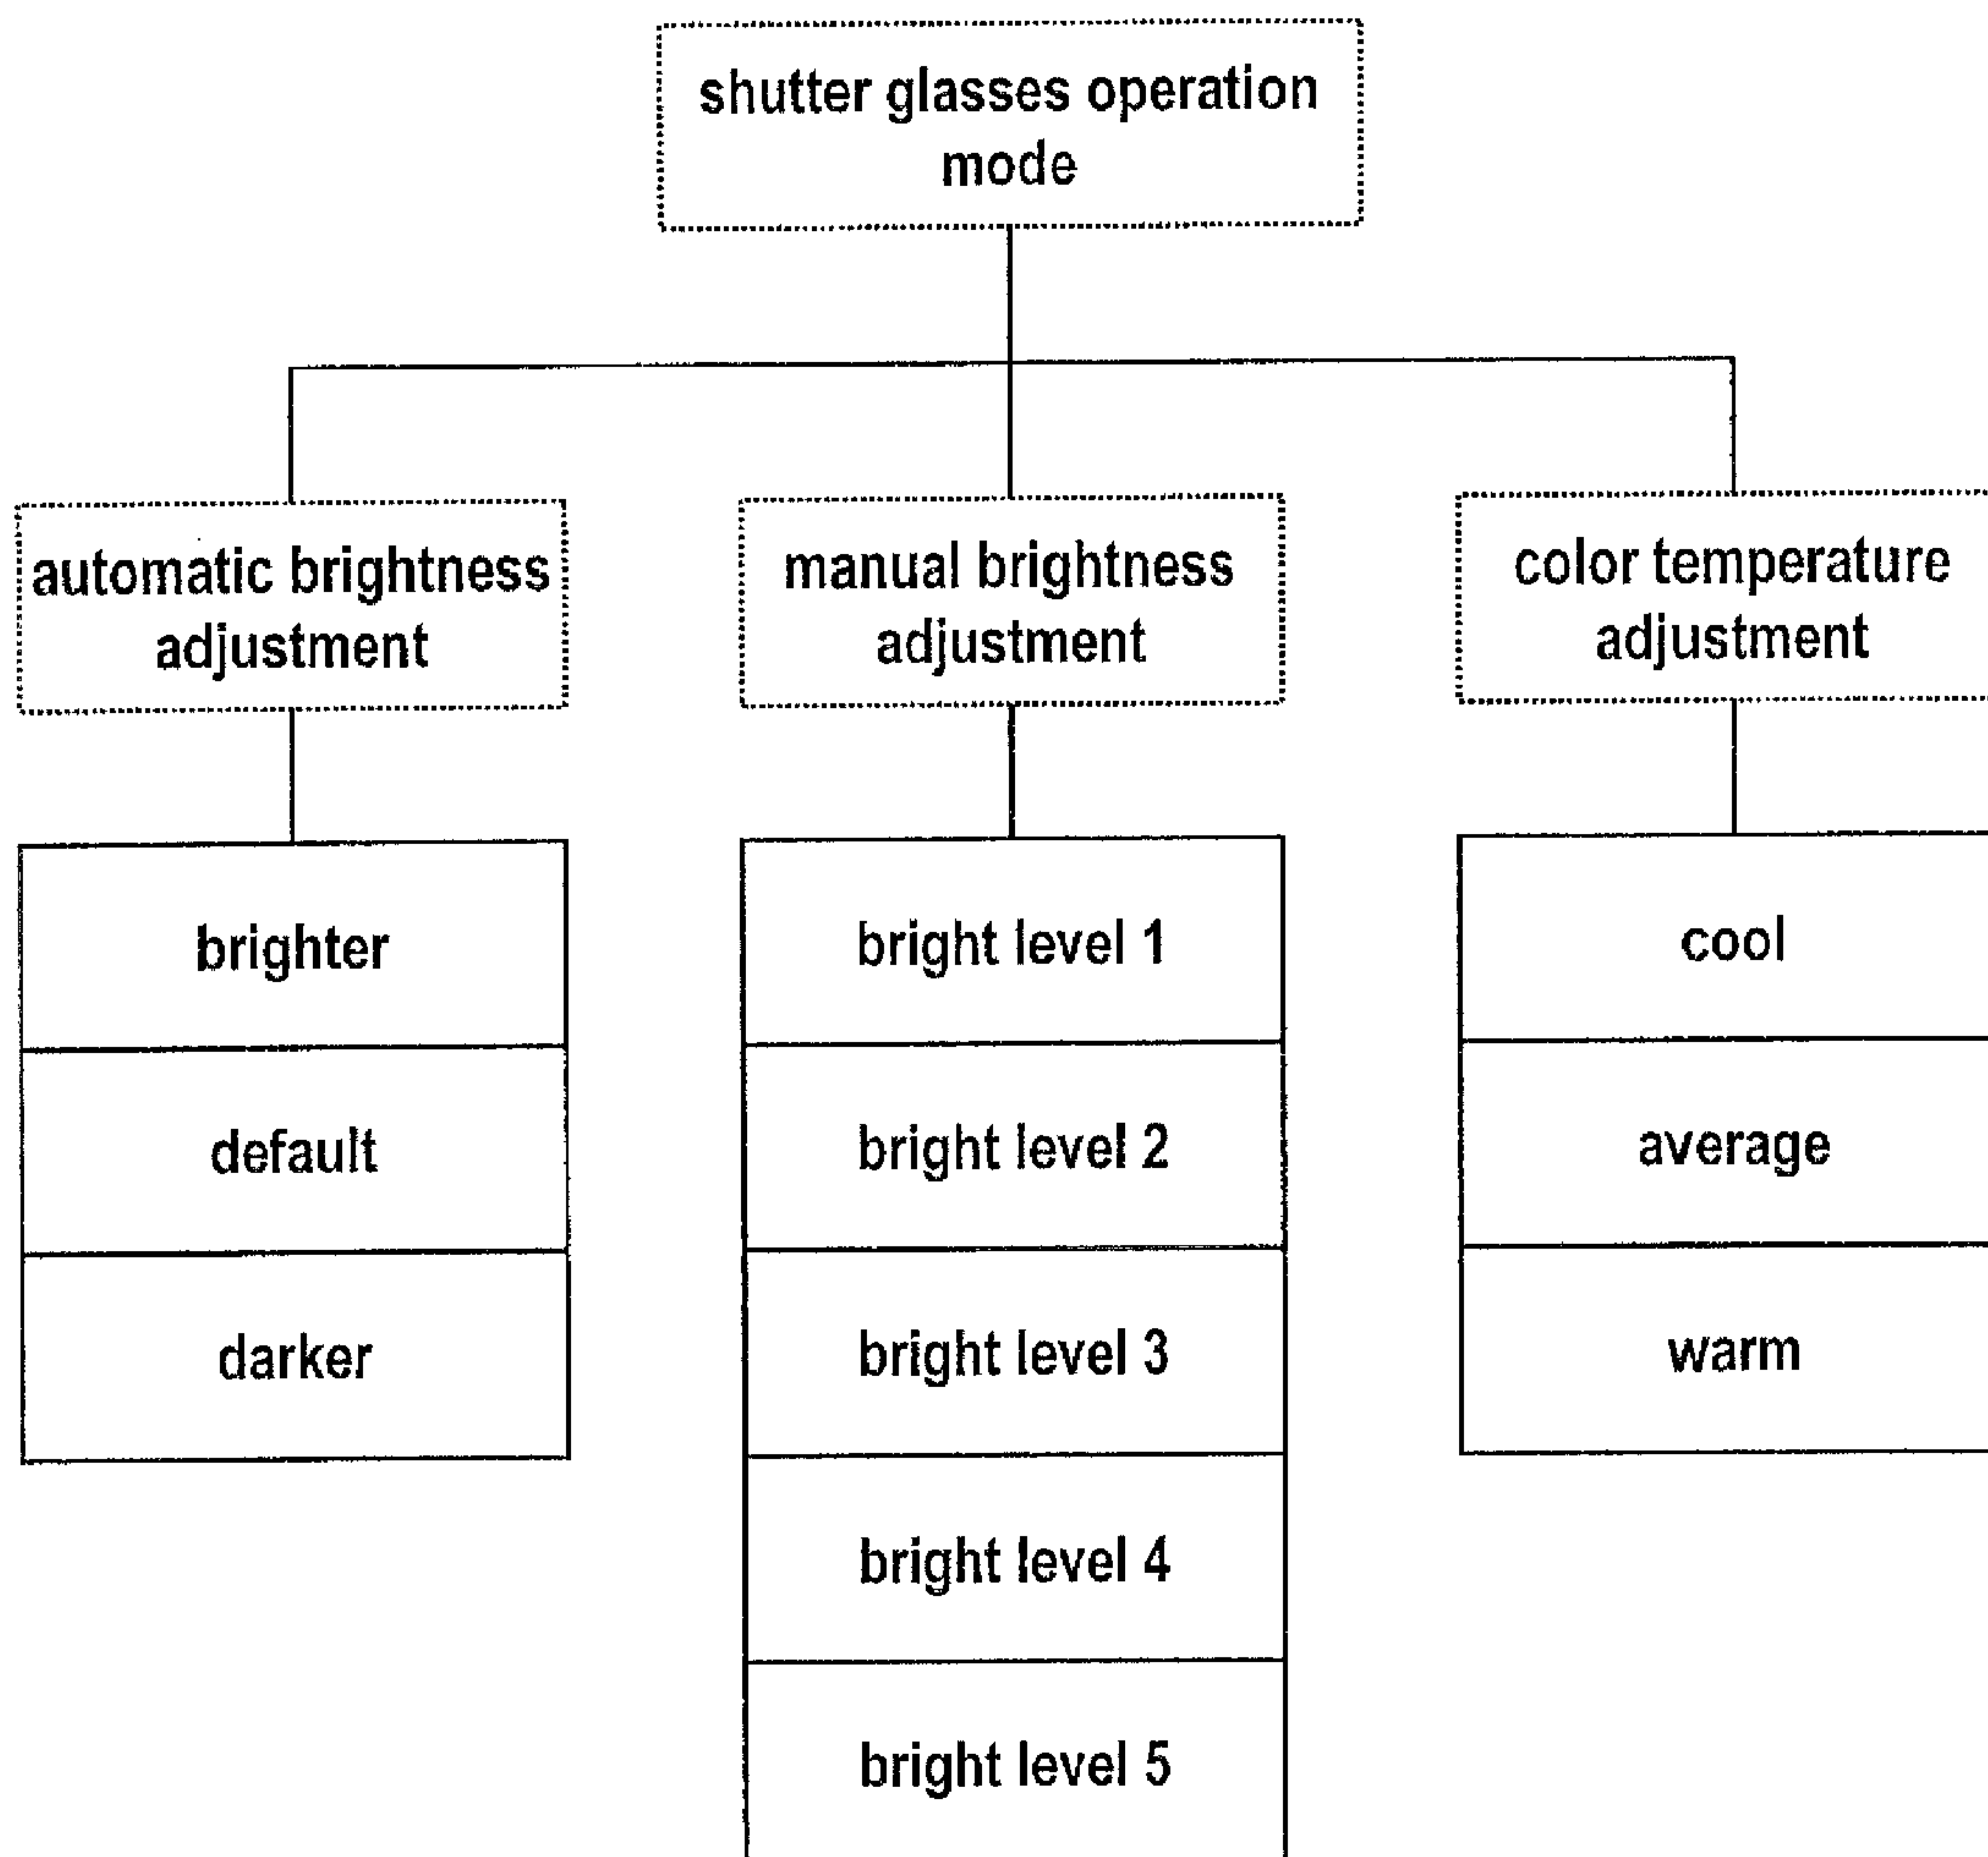 shutter glasses operation
mode
automatic brightness
adjustment
manual brightness
adjustment
color temperature
adjustment
brighter
default
darker
bright level 1
bright level 2
bright level 3
bright level 4
bright level 5
cool
average
warm